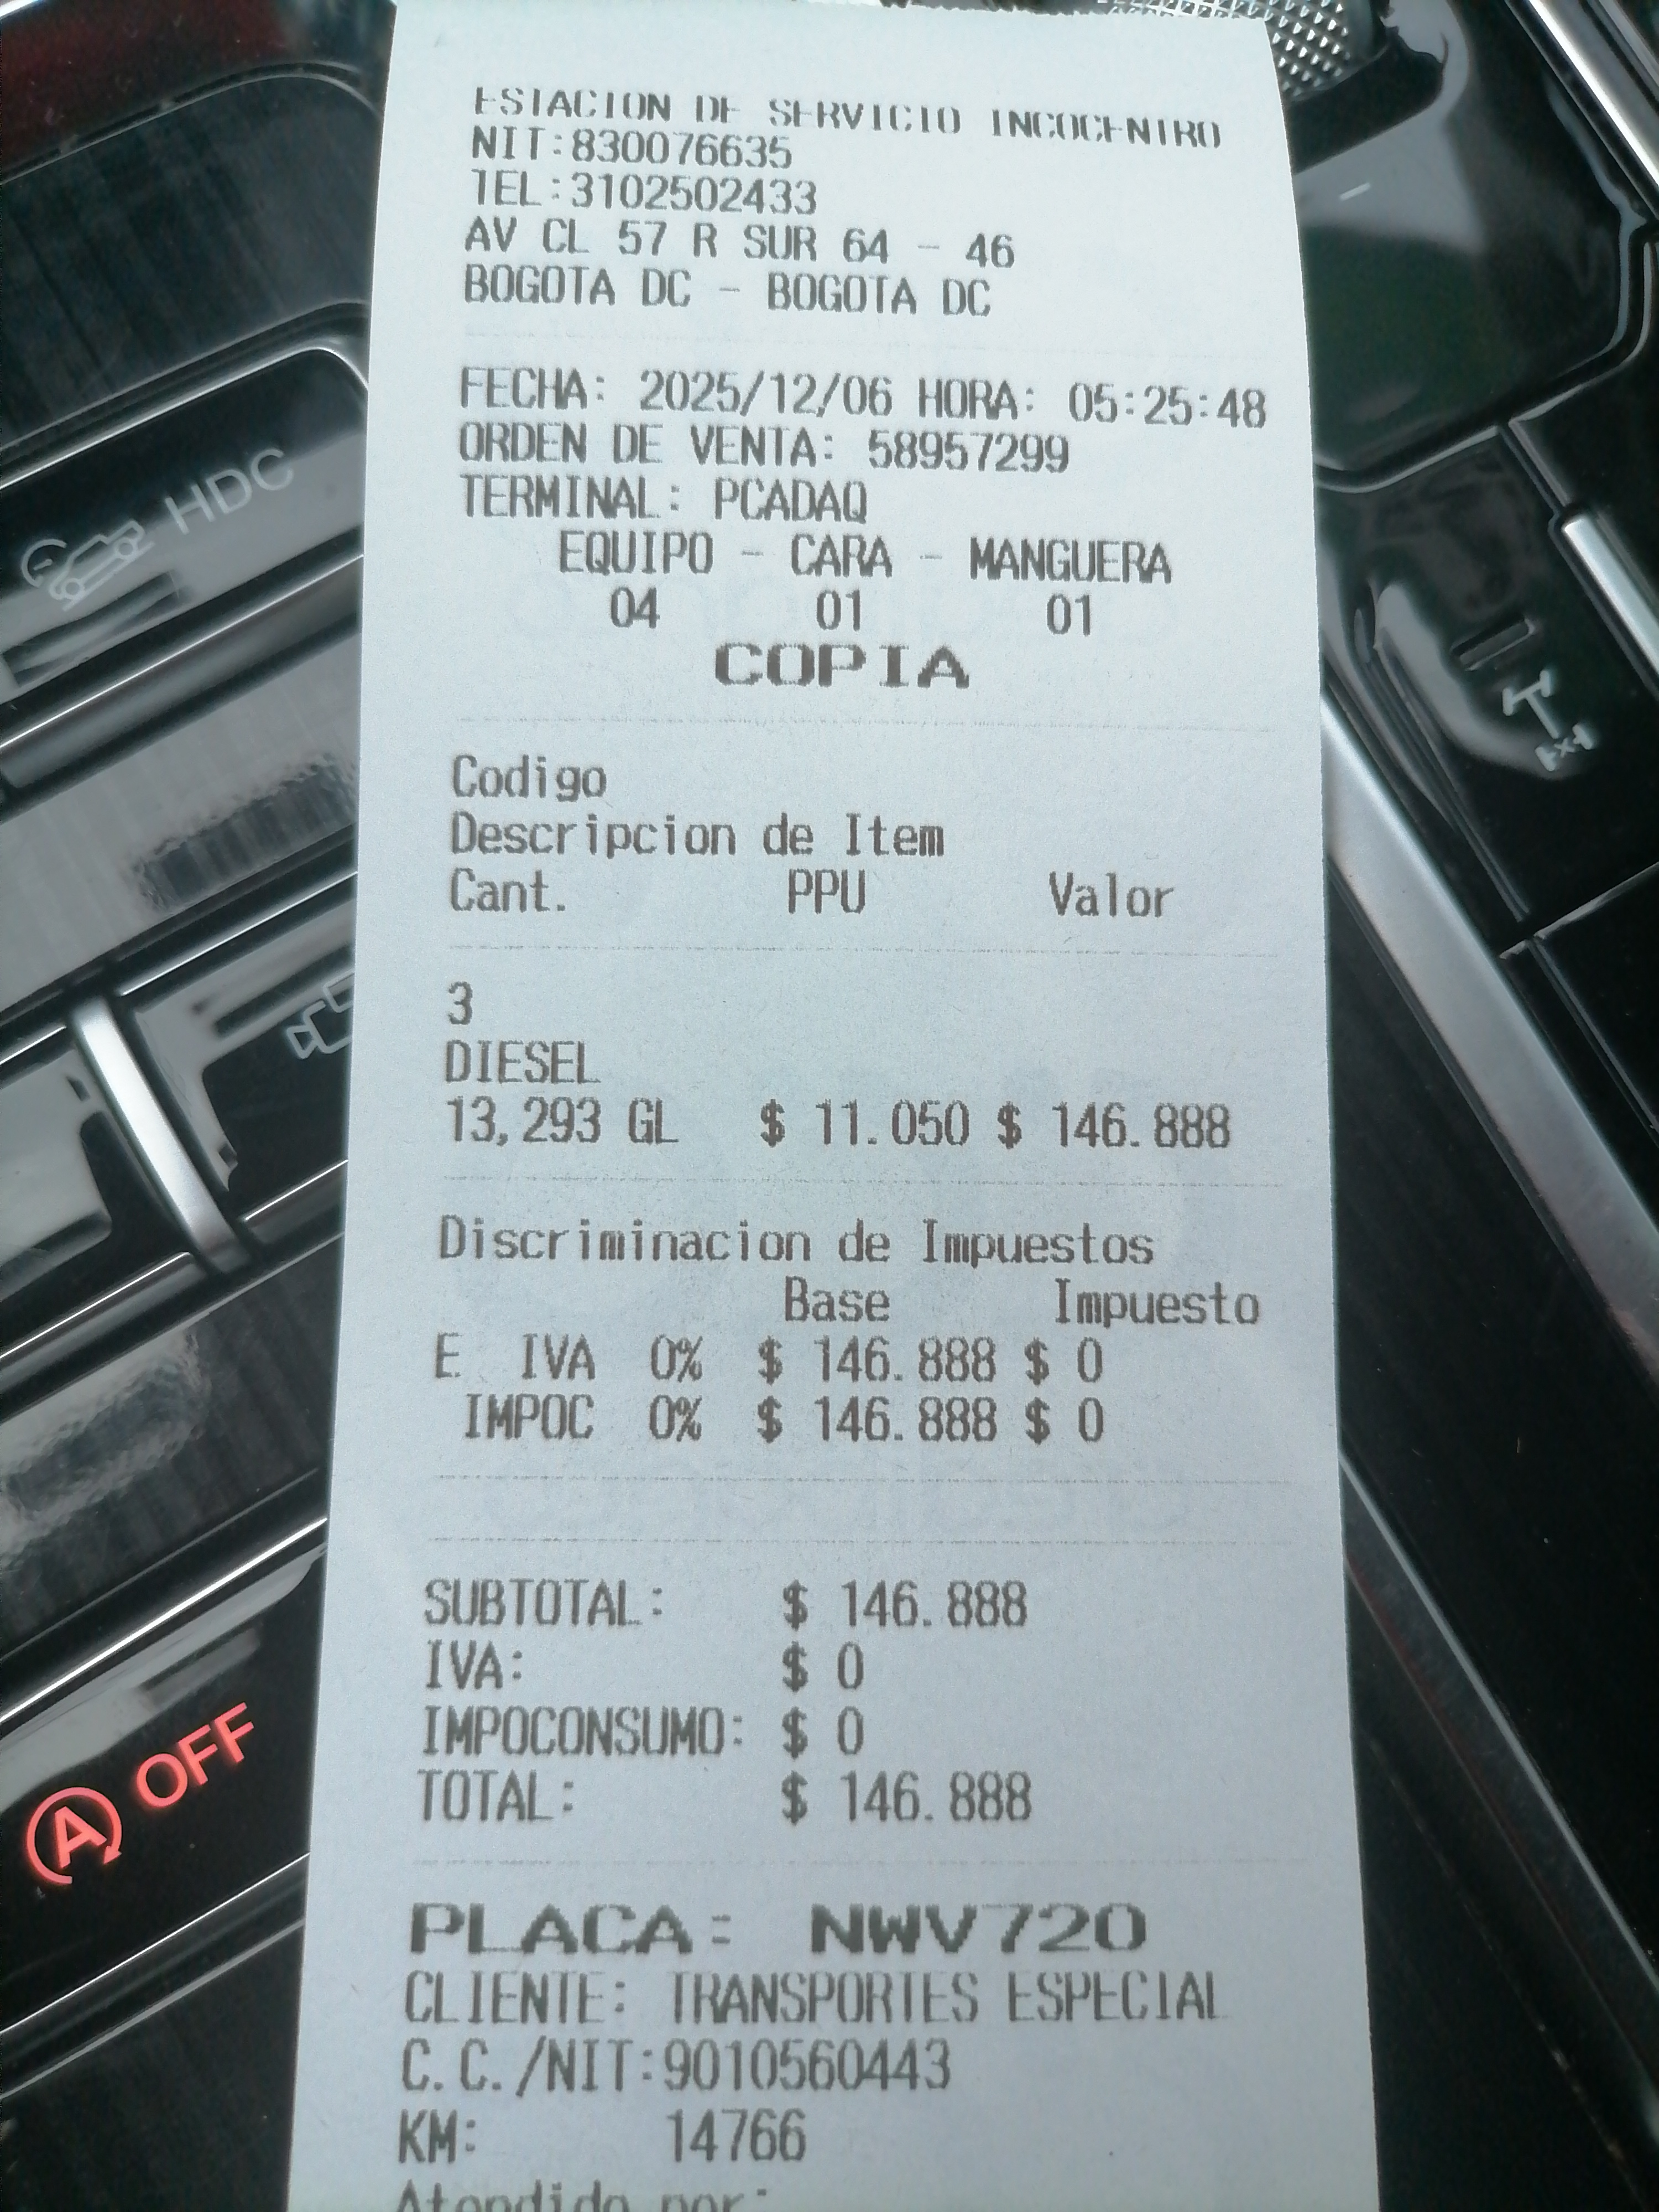 ESTACION DE SERVICIO INCOCENTRO
NIT:830076635
TEL:3102502433
AV CL 57 R SUR 64 - 46
BOGOTA DC - BOGOTA DC
FECHA: 2025/12/06 HORA: 05:25:48
ORDEN DE VENTA: 58957299
TERMINAL: PCADAQ
EQUIPO - CARA - MANGUERA
04 01 01
COPIA
Codigo
Descripcion de Item
Cant. PPU Valor
3
DIESEL
13,293 GL $ 11.050 $ 146.888
Discriminacion de Impuestos
Base Impuesto
E IVA 0% $ 146.888 $ 0
IMPOC 0% $ 146.888 $ 0
SUBTOTAL: $ 146.888
IVA: $ 0
IMPOCONSUMO: $ 0
TOTAL: $ 146.888
PLACA: NWV720
CLIENTE: TRANSPORTES ESPECIAL
C.C./NIT:9010560443
KM: 14766
Atendido por:
HDC
A OFF